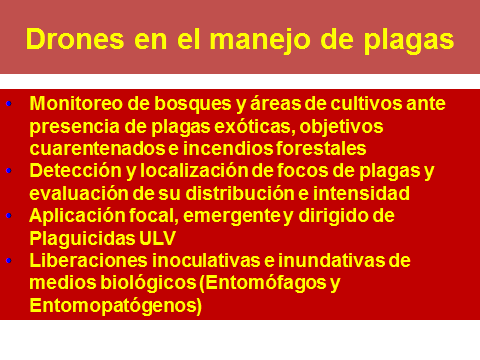 Drones en el manejo de plagas
• Monitoreo de bosques y áreas de cultivos ante
presencia de plagas exóticas, objetivos
cuarentenados e incendios forestales
• Detección y localización de focos de plagas y
evaluación de su distribución e intensidad
• Aplicación focal, emergente y dirigido de
Plaguicidas ULV
• Liberaciones inoculativas e inundativas de
medios biológicos (Entomófagos y
Entomopatógenos)